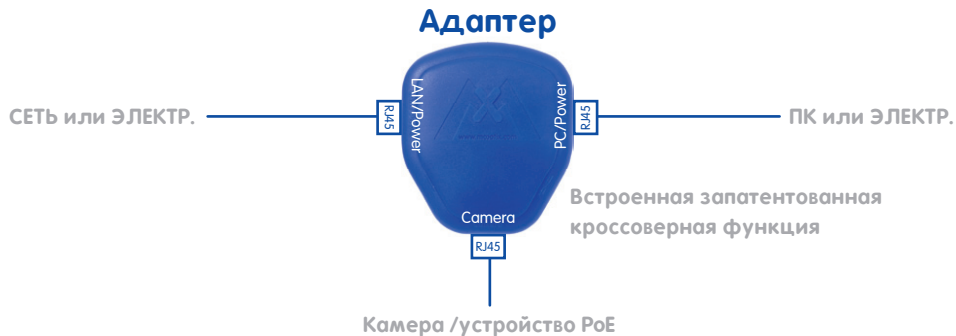 Адаптер
LAN/Power
PC/Power
RJ45
RJ45
СЕТЬ или ЭЛЕКТР.
ПК или ЭЛЕКТР.
Встроенная запатентованная
кроссоверная функция
Camera
RJ45
Камера /устройство PoE